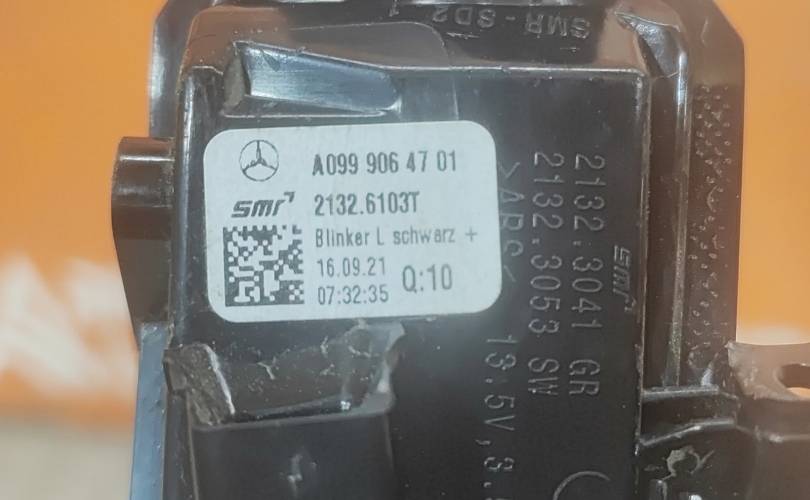 SMR-SD2
A099 906 47 01
smr
2132.6103T
Blinker L schwarz +
16.09.21
07:32:35
Q:10
smr
2132.3041 GR
2132.3053 SW
>ABS<
13.5V,